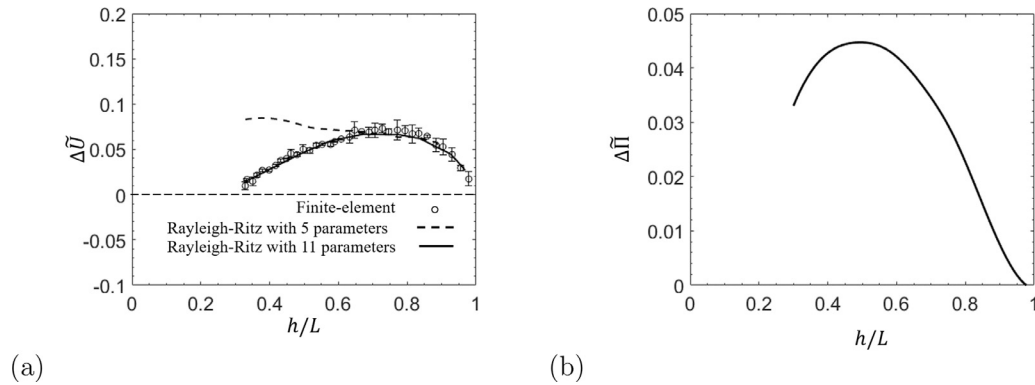 0.2
0.15
0.1
0.05
0
-0.05
-0.1
ΔŨ
Finite-element
Rayleigh-Ritz with 5 parameters
Rayleigh-Ritz with 11 parameters
0 0.2 0.4 0.6 0.8 1
h/L
(a)
0.05
0.04
0.03
0.02
0.01
0
ΔΠ̃
0 0.2 0.4 0.6 0.8 1
h/L
(b)